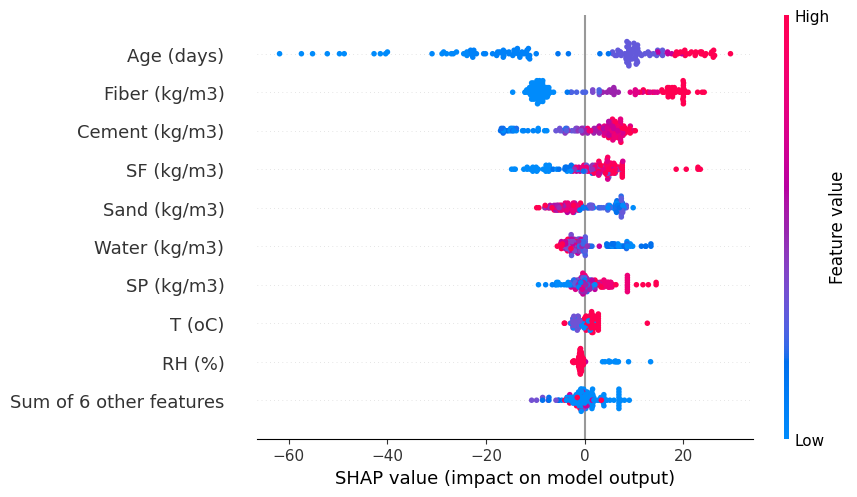 High
Age (days)
Fiber (kg/m3)
Cement (kg/m3)
SF (kg/m3)
Sand (kg/m3)
Water (kg/m3)
SP (kg/m3)
T (oC)
RH (%)
Sum of 6 other features
Feature value
Low
−60 −40 −20 0 20
SHAP value (impact on model output)